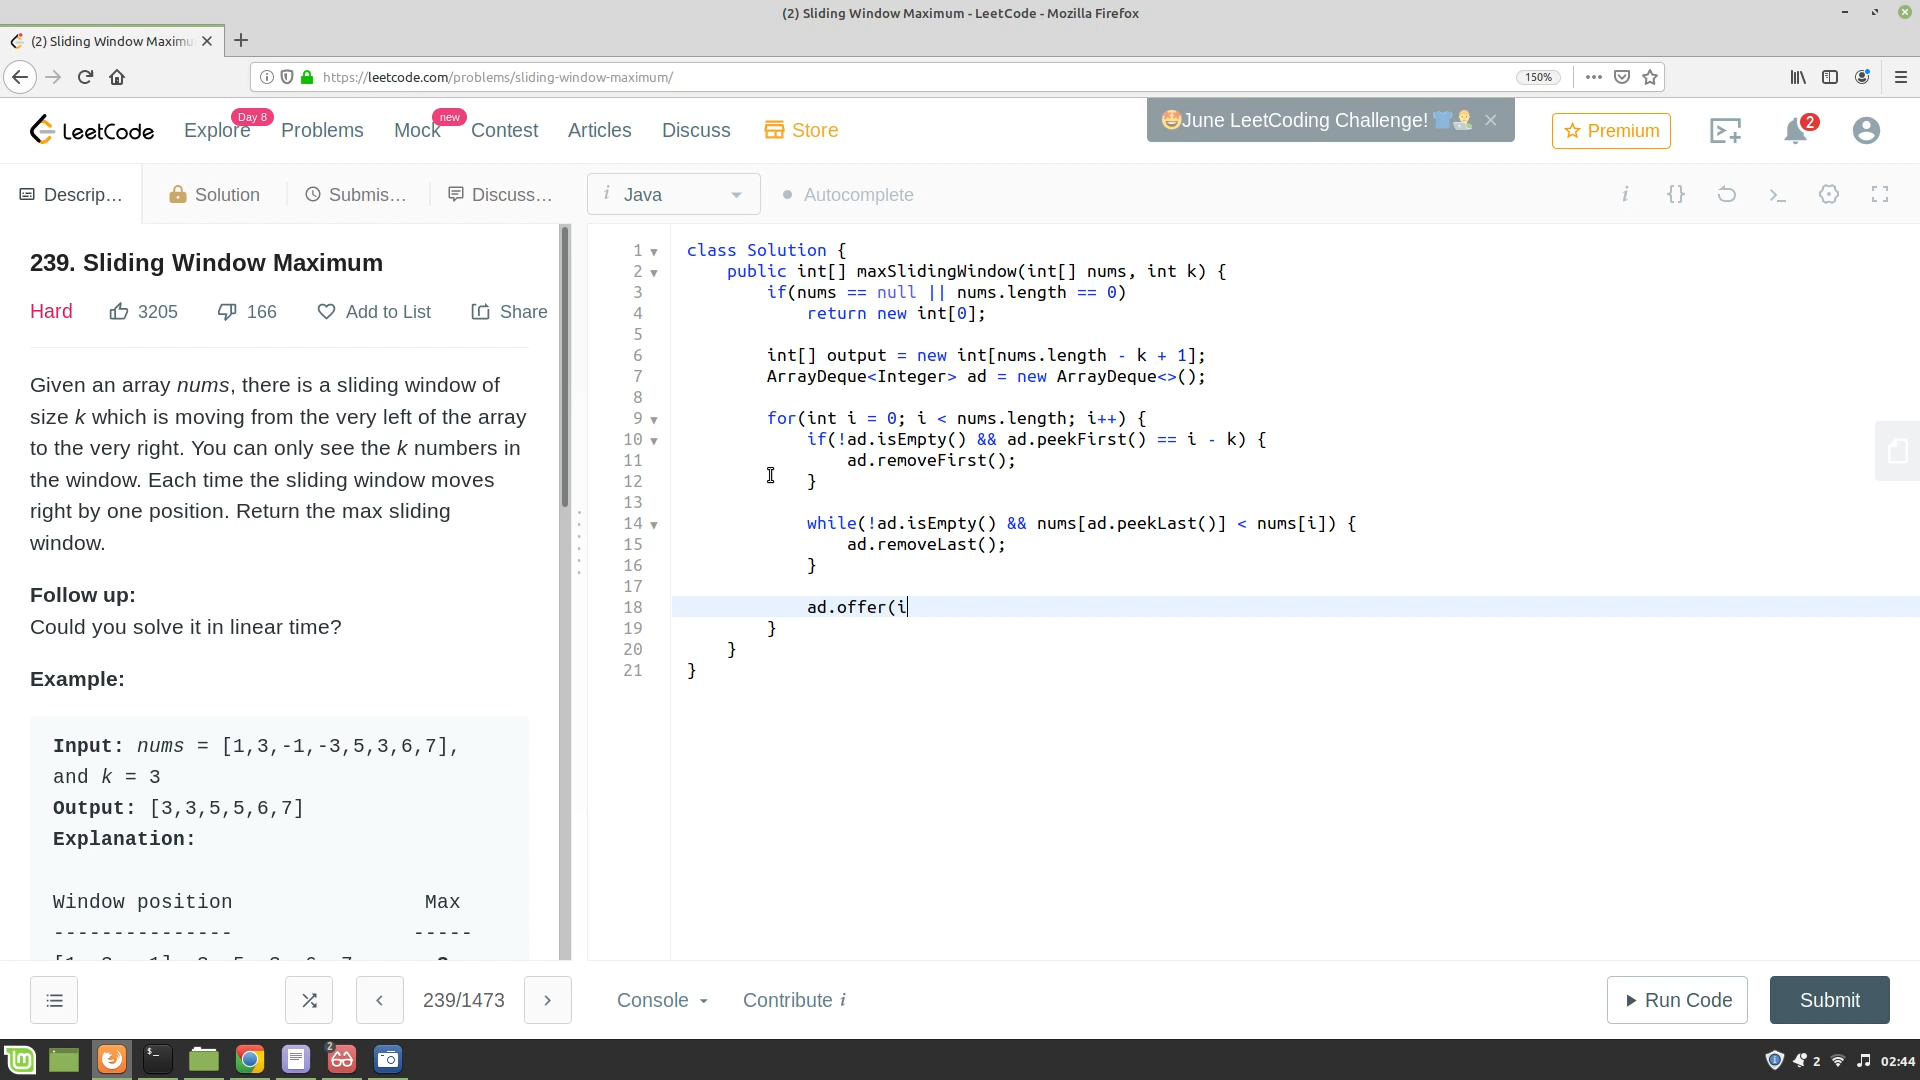 (2) Sliding Window Maximum - LeetCode - Mozilla Firefox
(2) Sliding Window Maximu
https://leetcode.com/problems/sliding-window-maximum/
150%
LeetCode
Explore
Day 8
Problems
Mock
new
Contest
Articles
Discuss
Store
🤩June LeetCoding Challenge!
Premium
2
Descrip...
Solution
Submis...
Discuss...
i Java
Autocomplete
i
{}
239. Sliding Window Maximum
Hard
3205
166
Add to List
Share
Given an array nums, there is a sliding window of
size k which is moving from the very left of the array
to the very right. You can only see the k numbers in
the window. Each time the sliding window moves
right by one position. Return the max sliding
window.
Follow up:
Could you solve it in linear time?
Example:
Input: nums = [1,3,-1,-3,5,3,6,7],
and k = 3
Output: [3,3,5,5,6,7]
Explanation:
Window position Max
--------------- -----
1 class Solution {
2 public int[] maxSlidingWindow(int[] nums, int k) {
3 if(nums == null || nums.length == 0)
4 return new int[0];
5
6 int[] output = new int[nums.length - k + 1];
7 ArrayDeque<Integer> ad = new ArrayDeque<>();
8
9 for(int i = 0; i < nums.length; i++) {
10 if(!ad.isEmpty() && ad.peekFirst() == i - k) {
11 ad.removeFirst();
12 }
13
14 while(!ad.isEmpty() && nums[ad.peekLast()] < nums[i]) {
15 ad.removeLast();
16 }
17
18 ad.offer(i
19 }
20 }
21 }
239/1473
Console
Contribute i
Run Code
Submit
2
2
02:44